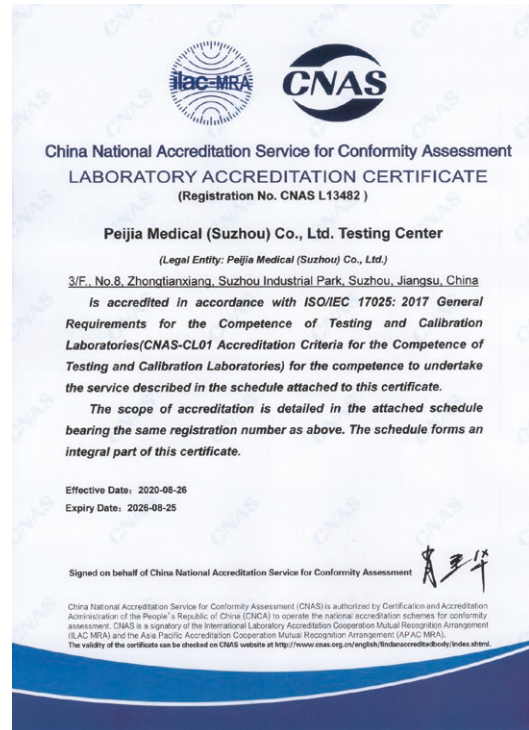 ilac-MRA
CNAS
China National Accreditation Service for Conformity Assessment
LABORATORY ACCREDITATION CERTIFICATE
(Registration No. CNAS L13482 )
Peijia Medical (Suzhou) Co., Ltd. Testing Center
(Legal Entity: Peijia Medical (Suzhou) Co., Ltd.)
3/F., No.8, Zhongtianxiang, Suzhou Industrial Park, Suzhou, Jiangsu, China
is accredited in accordance with ISO/IEC 17025: 2017 General
Requirements for the Competence of Testing and Calibration
Laboratories(CNAS-CL01 Accreditation Criteria for the Competence of
Testing and Calibration Laboratories) for the competence to undertake
the service described in the schedule attached to this certificate.
The scope of accreditation is detailed in the attached schedule
bearing the same registration number as above. The schedule forms an
integral part of this certificate.
Effective Date: 2020-08-26
Expiry Date: 2026-08-25
Signed on behalf of China National Accreditation Service for Conformity Assessment
China National Accreditation Service for Conformity Assessment (CNAS) is authorized by Certification and Accreditation
Administration of the People's Republic of China (CNCA) to operate the national accreditation schemes for conformity
assessment. CNAS is a signatory of the International Laboratory Accreditation Cooperation Mutual Recognition Arrangement
(ILAC MRA) and the Asia Pacific Accreditation Cooperation Mutual Recognition Arrangement (APAC MRA).
The validity of the certificate can be checked on CNAS website at http://www.cnas.org.cn/english/findanaccreditedbody/index.shtml.